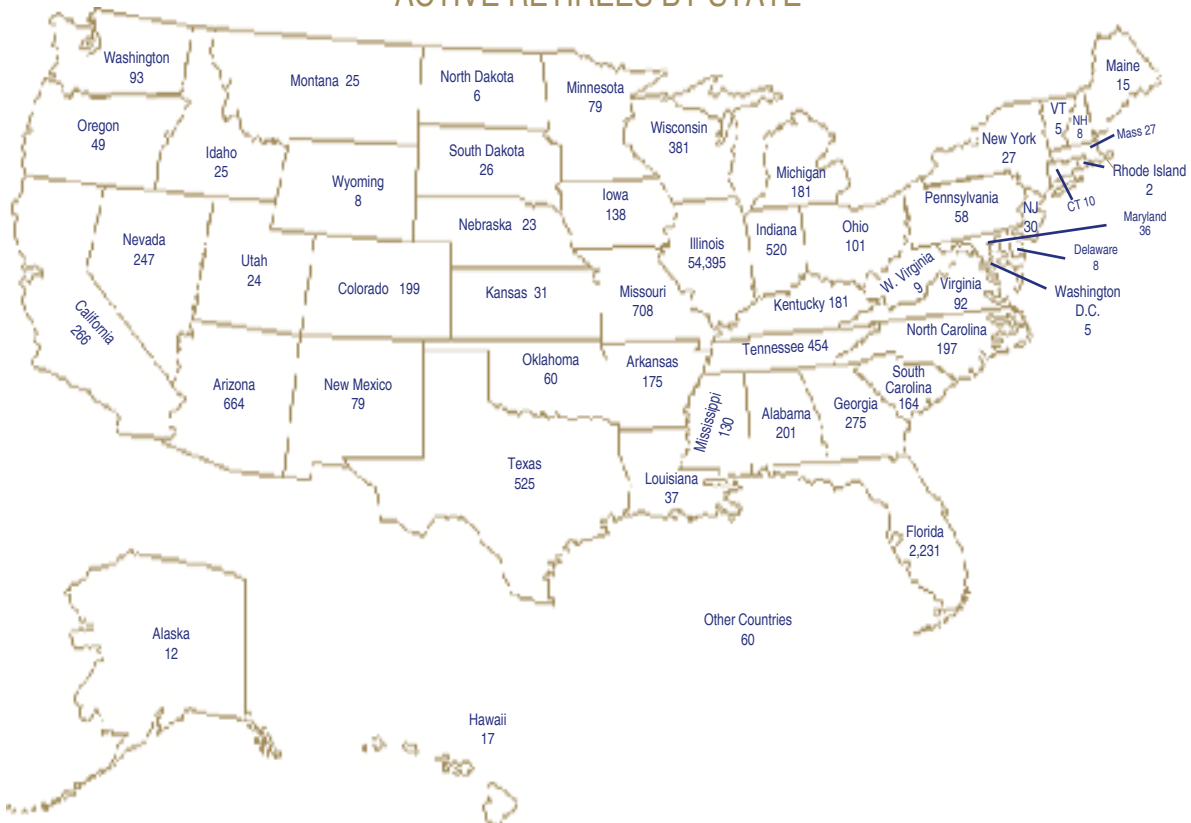 ACTIVE RETIREES BY STATE
Washington
93
Montana 25
North Dakota
6
Minnesota
79
Maine
15
Oregon
49
Idaho
25
Wyoming
8
South Dakota
26
Wisconsin
381
Michigan
181
New York
27
VT
5
NH
8
Mass 27
Rhode Island
2
CT 10
Nevada
247
Utah
24
Colorado 199
Nebraska 23
Iowa
138
Illinois
54,395
Indiana
520
Ohio
101
Pennsylvania
58
NJ
30
Maryland
36
Delaware
8
Washington
D.C.
5
California
266
Kansas 31
Missouri
708
Kentucky 181
W. Virginia
9
Virginia
92
Arizona
664
New Mexico
79
Oklahoma
60
Arkansas
175
Tennessee 454
North Carolina
197
South
Carolina
164
Texas
525
Louisiana
37
Mississippi
130
Alabama
201
Georgia
275
Florida
2,231
Alaska
12
Hawaii
17
Other Countries
60